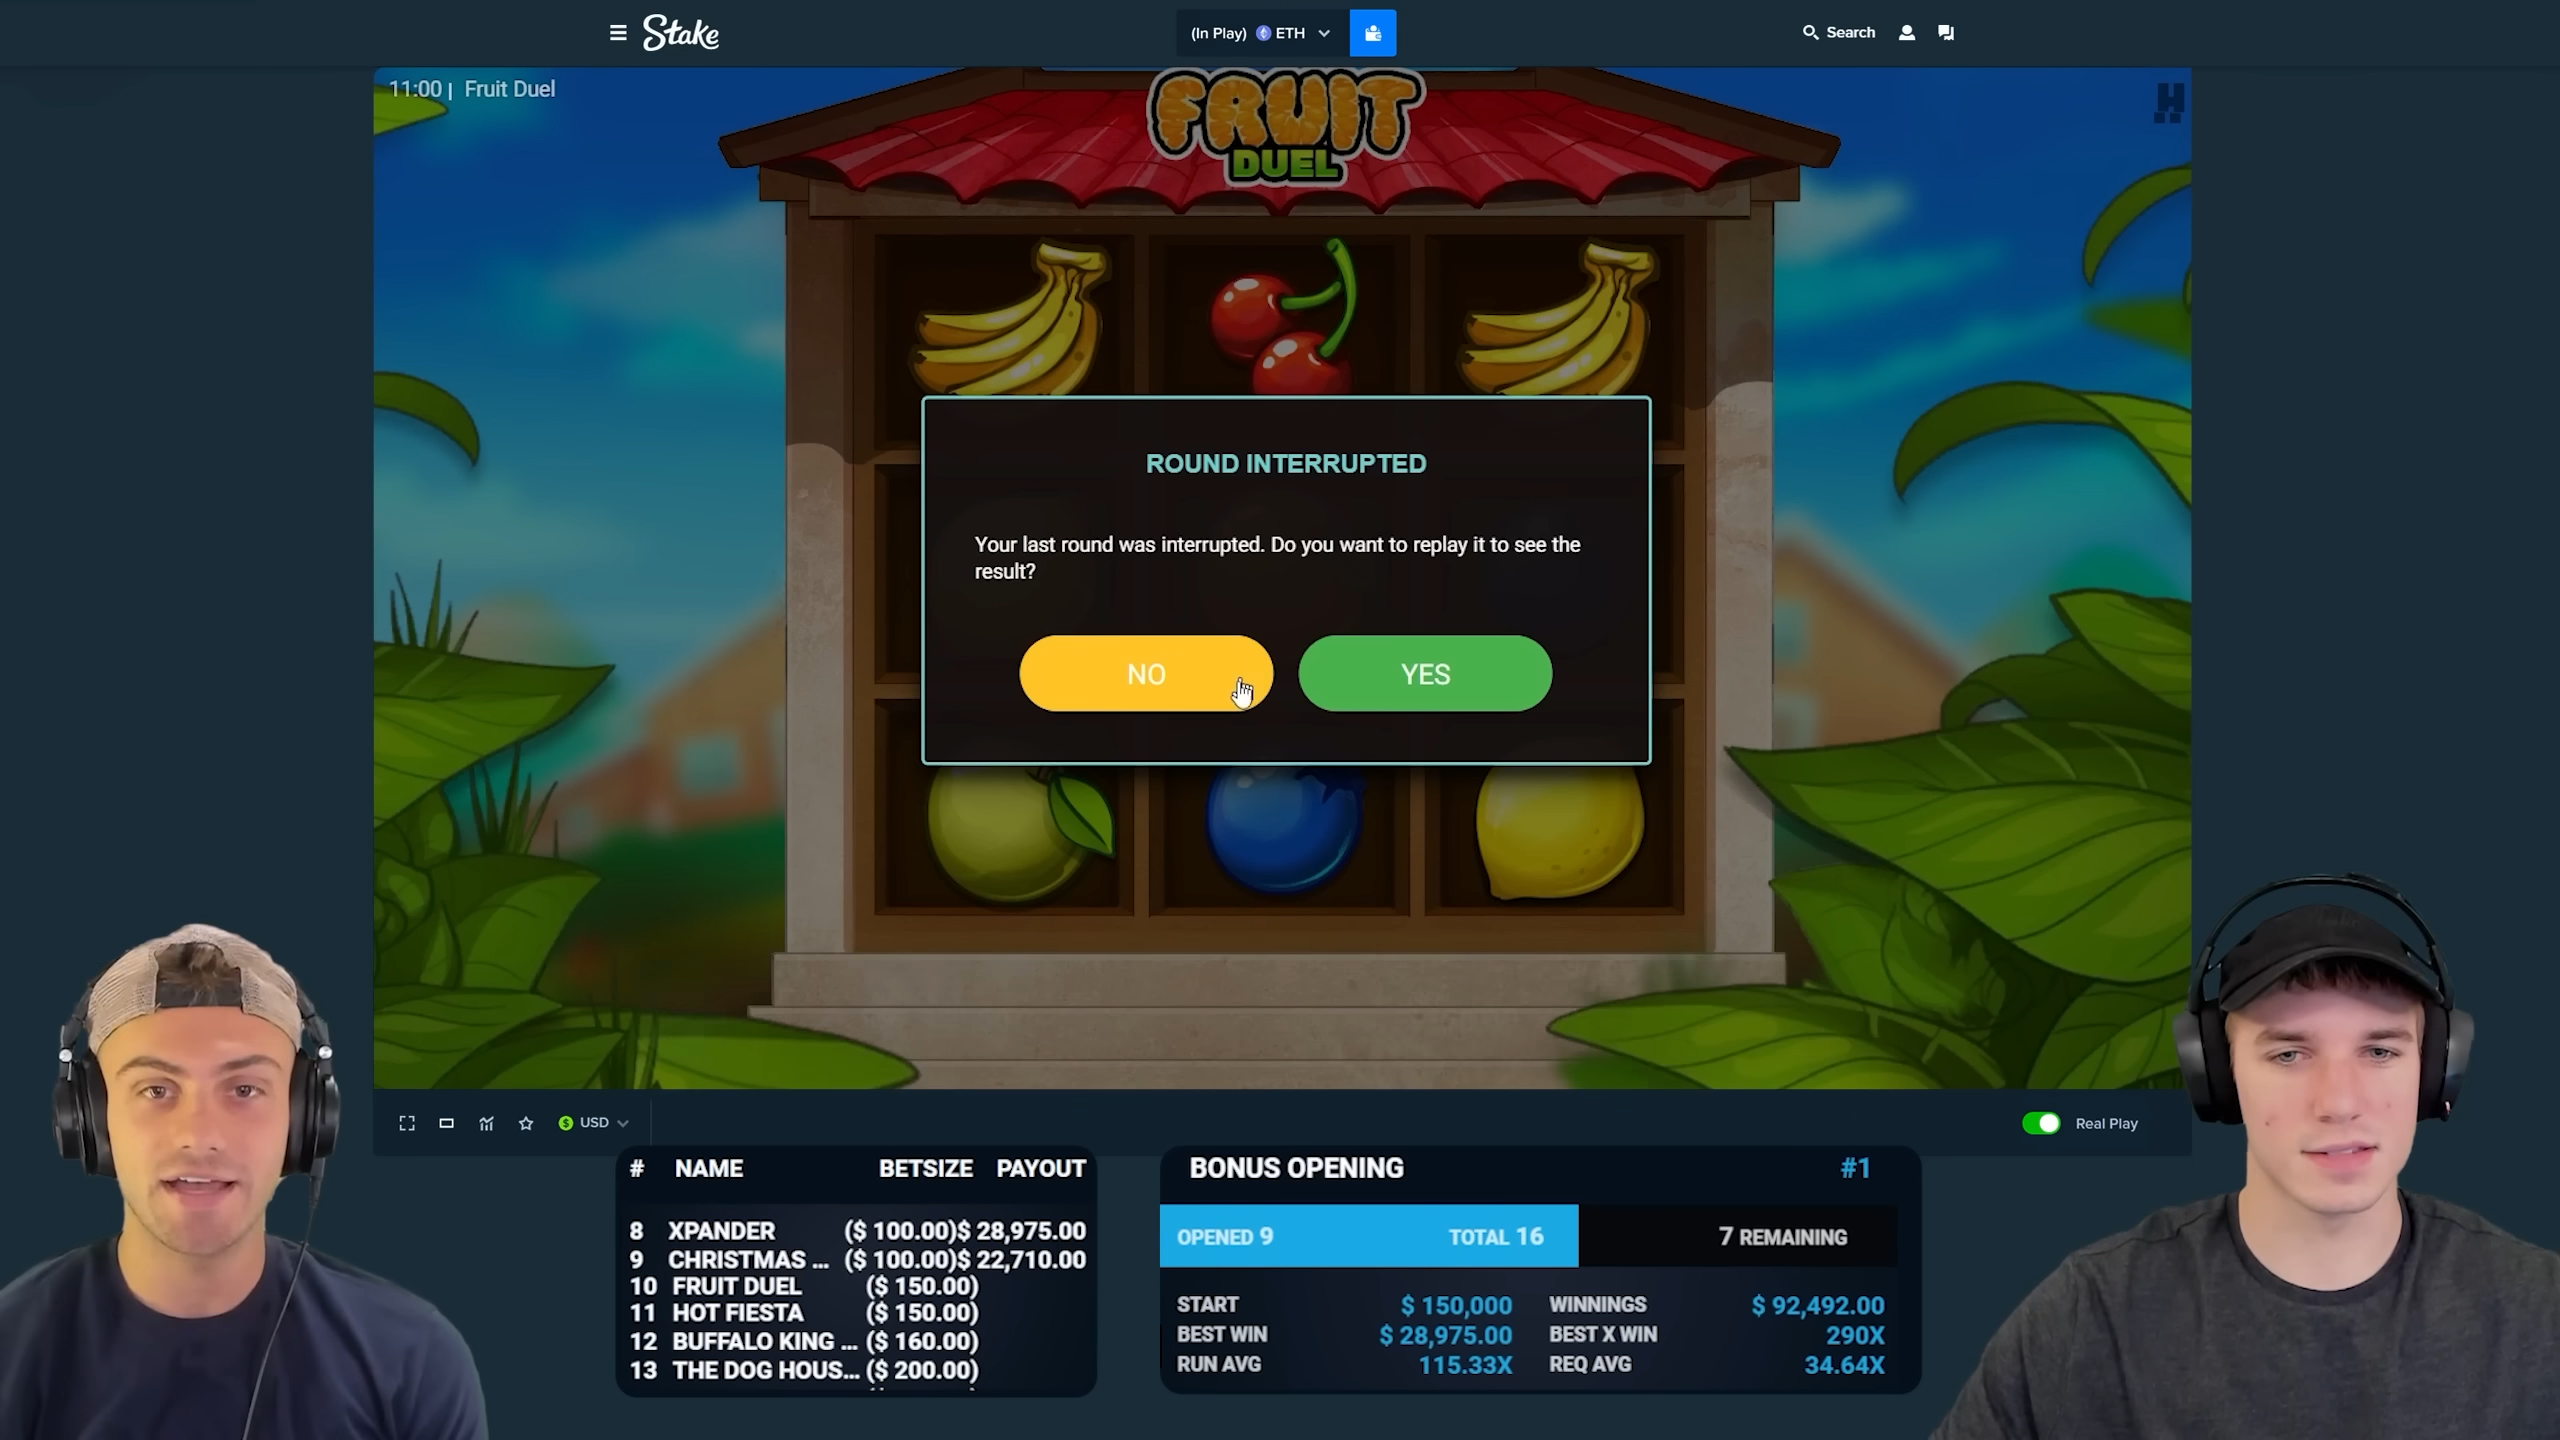 Stake
(In Play) ETH
Search
11:00 | Fruit Duel
FRUIT
DUEL
ROUND INTERRUPTED
Your last round was interrupted. Do you want to replay it to see the
result?
NO
YES
USD
Real Play
# NAME BETSIZE PAYOUT
8 XPANDER ($ 100.00)$ 28,975.00
9 CHRISTMAS ... ($ 100.00)$ 22,710.00
10 FRUIT DUEL ($ 150.00)
11 HOT FIESTA ($ 150.00)
12 BUFFALO KING ... ($ 160.00)
13 THE DOG HOUS... ($ 200.00)
BONUS OPENING #1
OPENED 9 TOTAL 16 7 REMAINING
START $ 150,000 WINNINGS $ 92,492.00
BEST WIN $ 28,975.00 BEST X WIN 290X
RUN AVG 115.33X REQ AVG 34.64X